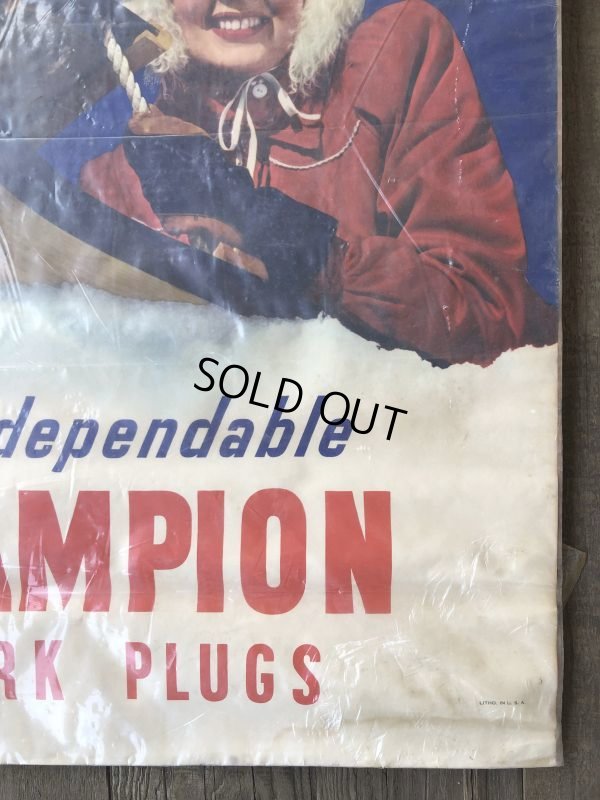 SOLD OUT
dependable
AMPION
RK PLUGS
LITHO. IN U. S. A.